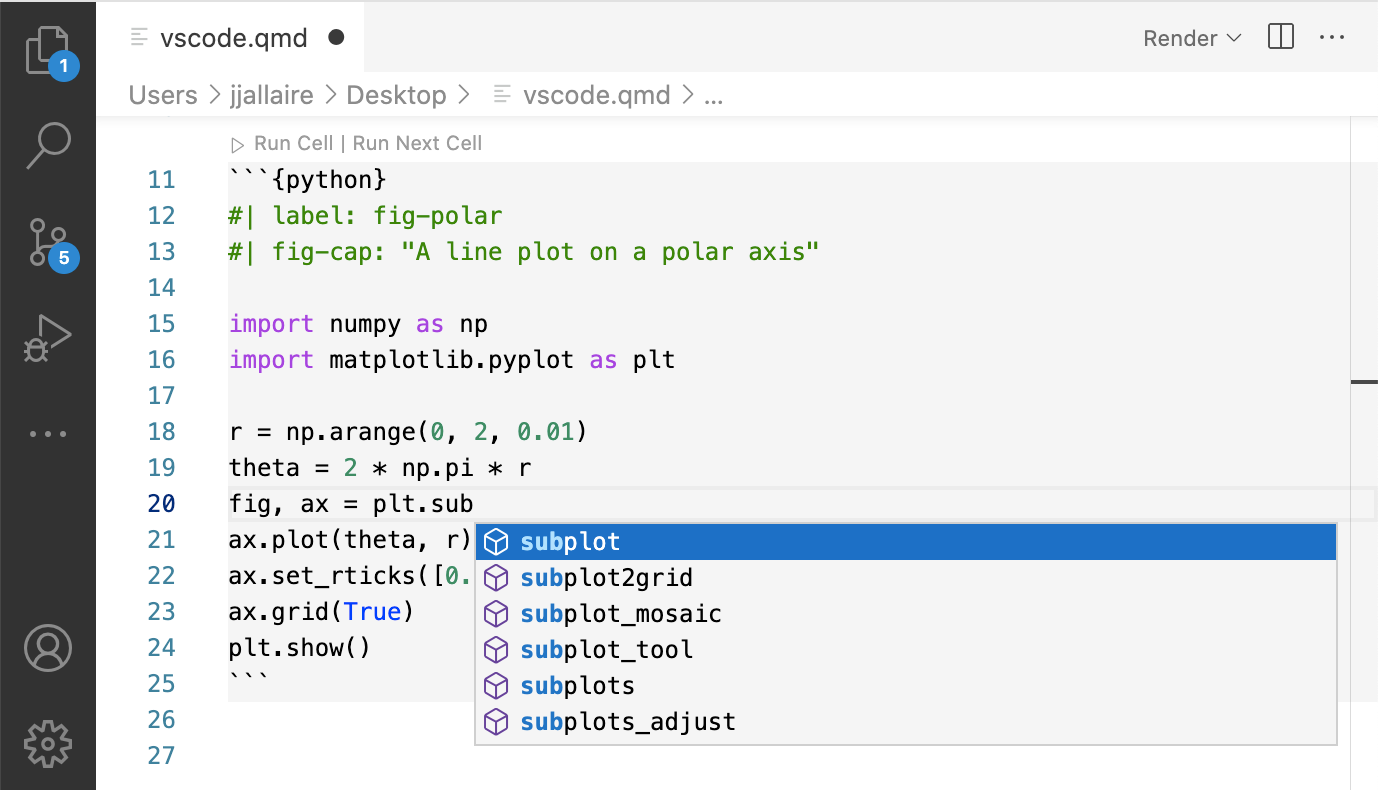 vscode.qmd
Render
1
Users > jjallaire > Desktop > vscode.qmd > ...
Run Cell | Run Next Cell
11 ```{python}
12 #| label: fig-polar
5
13 #| fig-cap: "A line plot on a polar axis"
14
15 import numpy as np
16 import matplotlib.pyplot as plt
17
18 r = np.arange(0, 2, 0.01)
19 theta = 2 * np.pi * r
20 fig, ax = plt.sub
21 ax.plot(theta, r)
subplot
22 ax.set_rticks([0.
subplot2grid
23 ax.grid(True)
subplot_mosaic
24 plt.show()
subplot_tool
25 ```
subplots
26
subplots_adjust
27